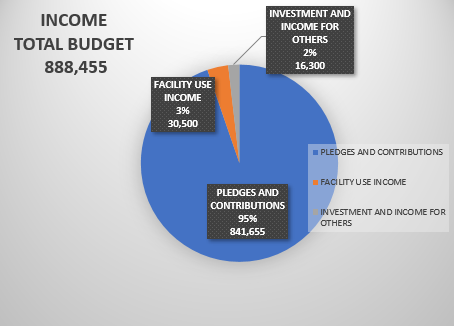 INCOME
TOTAL BUDGET
888,455
INVESTMENT AND
INCOME FOR
OTHERS
2%
16,300
FACILITY USE
INCOME
3%
30,500
PLEDGES AND
CONTRIBUTIONS
95%
841,655
PLEDGES AND CONTRIBUTIONS
FACILITY USE INCOME
INVESTMENT AND INCOME FOR
OTHERS